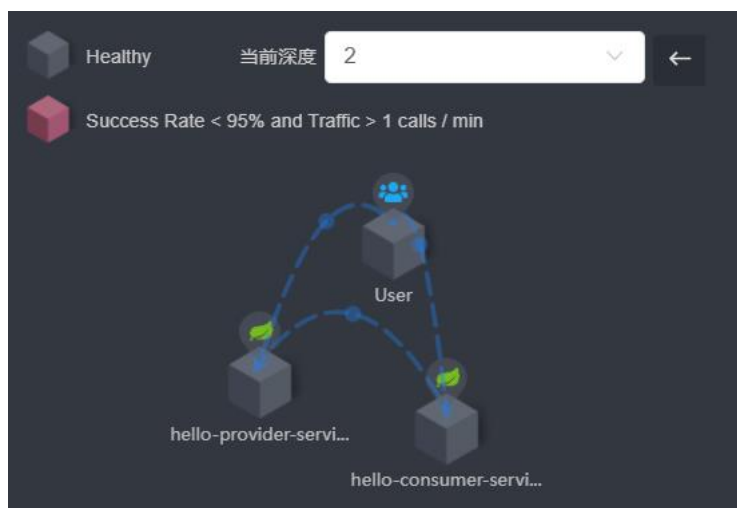 Healthy 当前深度 2
Success Rate < 95% and Traffic > 1 calls / min
User
hello-provider-servi...
hello-consumer-servi...